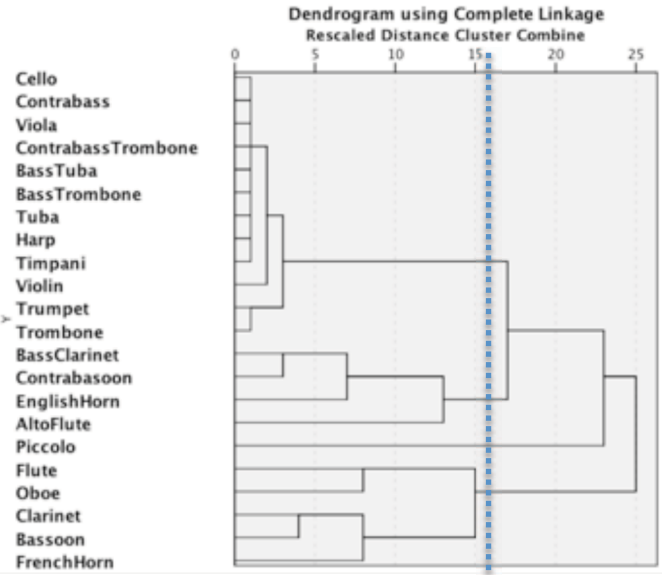 Dendrogram using Complete Linkage
Rescaled Distance Cluster Combine
0 5 10 15 20 25
Cello
Contrabass
Viola
ContrabassTrombone
BassTuba
BassTrombone
Tuba
Harp
Timpani
Violin
Trumpet
Trombone
BassClarinet
Contrabasoon
EnglishHorn
AltoFlute
Piccolo
Flute
Oboe
Clarinet
Bassoon
FrenchHorn
Y